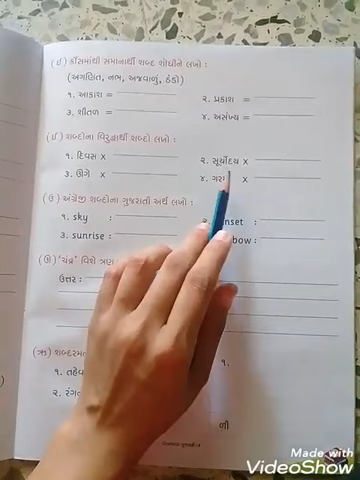 (ઇ) કૌંસમાંથી સમાનાર્થી શબ્દ શોધીને લખો :
(અગણિત, નભ, અજવાળું, ઠંડો)
૧. આકાશ = ૨. પ્રકાશ =
૩. શીતળ = ૪. અસંખ્ય =
(ઈ) શબ્દોના વિરુદ્ધાર્થી શબ્દો લખો :
૧. દિવસ x ૨. સૂર્યોદય x
૩. ઊગે x ૪. ગર x
(ઉ) અંગ્રેજી શબ્દોના ગુજરાતી અર્થ લખો :
૧. sky : nset :
૩. sunrise : bow :
(ઊ) 'ચંદ્ર' વિશે ત્રણ
ઉત્તર :
(ઋ) શબ્દરમત
૧. તહેવ ૧.
૨. રંગ
ળી
Made with
VideoShow